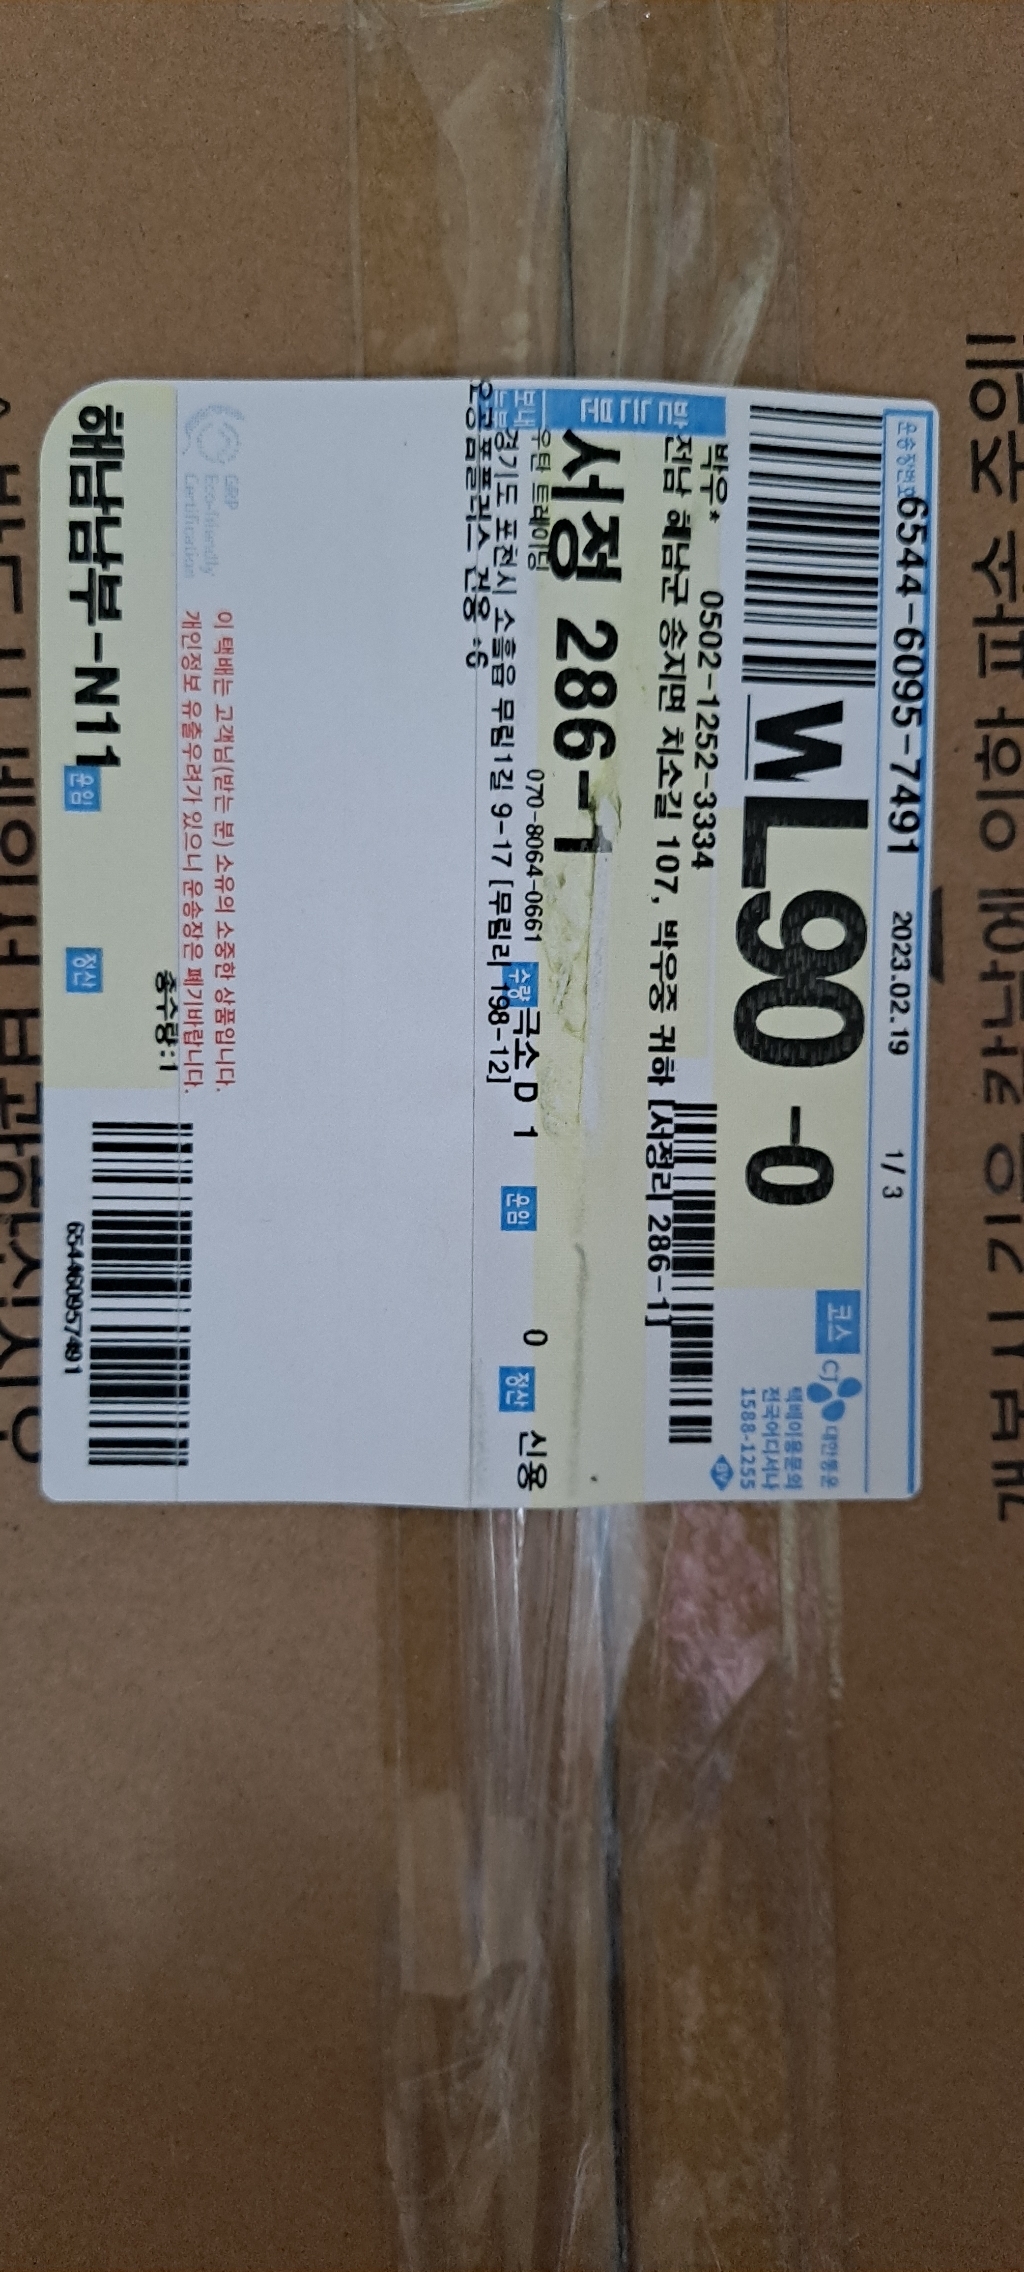 운송장번호 6544-6095-7491 2023.02.19 1/3
WL90 -0
코스
CJ 대한통운
택배이용문의
전국어디서나
1588-1255
받는분
박우* 0502-1252-3334
전남 해남군 송지면 치소길 107, 박우중 귀하 [서정리 286-1]
서정 286-1
보내는분
우탄 트레이딩 070-8064-0661 수량 극소 D 1 운임 0 정산 신용
경기도 포천시 소흘읍 무림1길 9-17 [무림리 198-12]
GRP
Eco-friendly
Certification
이 택배는 고객님(받는 분) 소유의 소중한 상품입니다.
개인정보 유출우려가 있으니 운송장은 폐기바랍니다.
총수량:1
해남남부-N11 운임 정산
654460957491